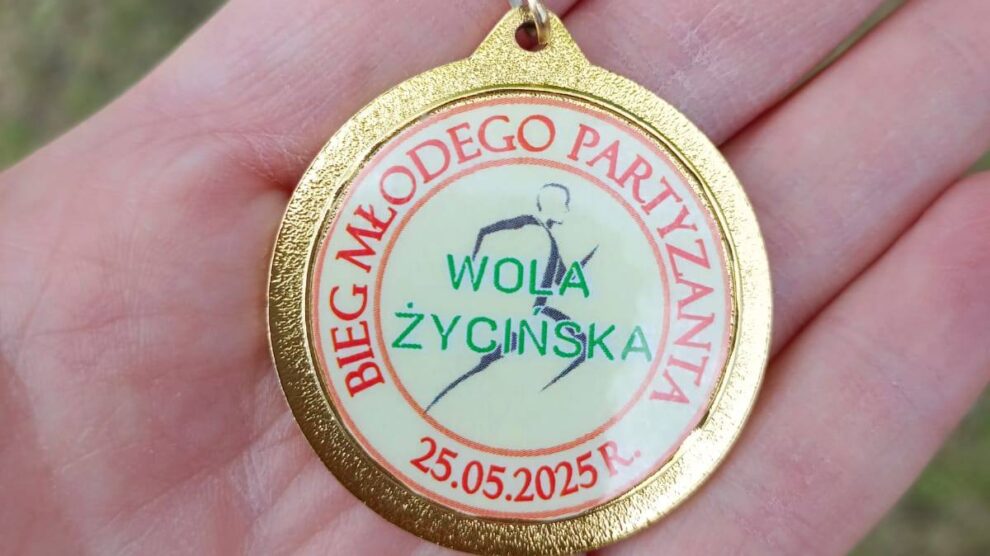 BIEG MŁODEGO PARTYZANTA
WOLA
ŻYCIŃSKA
25.05.2025 R.